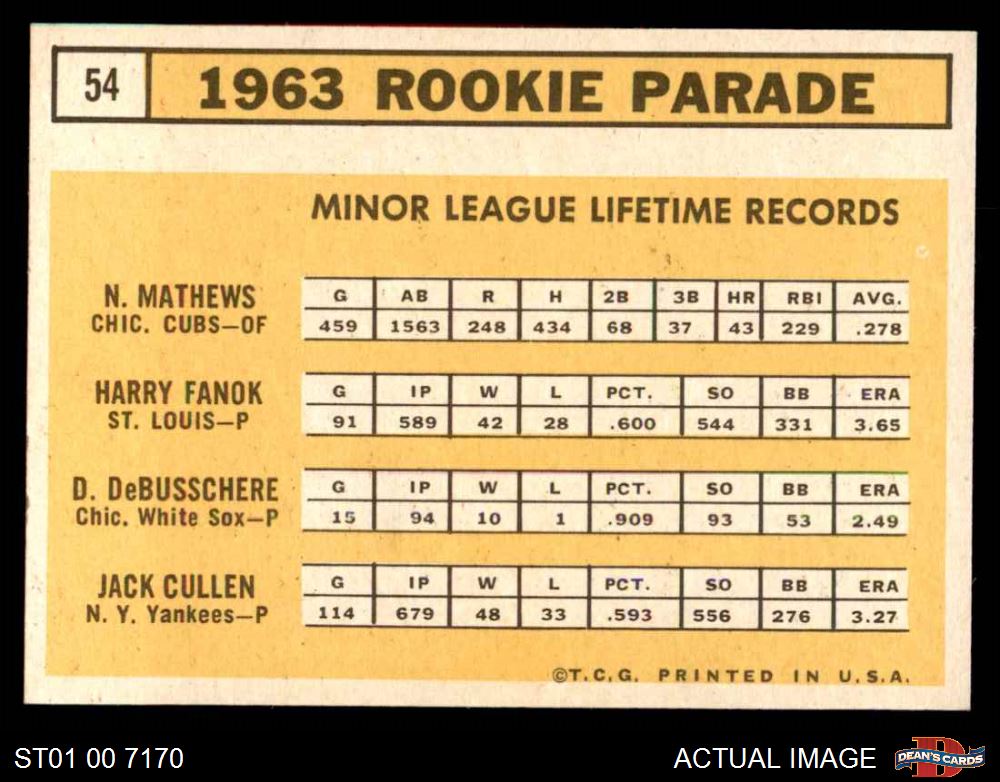 54 1963 ROOKIE PARADE
MINOR LEAGUE LIFETIME RECORDS
N. MATHEWS
CHIC. CUBS—OF
G AB R H 2B 3B HR RBI AVG.
459 1563 248 434 68 37 43 229 .278
HARRY FANOK
ST. LOUIS—P
G IP W L PCT. SO BB ERA
91 589 42 28 .600 544 331 3.65
D. DeBUSSCHERE
Chic. White Sox—P
G IP W L PCT. SO BB ERA
15 94 10 1 .909 93 53 2.49
JACK CULLEN
N. Y. Yankees—P
G IP W L PCT. SO BB ERA
114 679 48 33 .593 556 276 3.27
©T.C.G. PRINTED IN U.S.A.
ST01 00 7170
ACTUAL IMAGE
D
DEAN'S CARDS